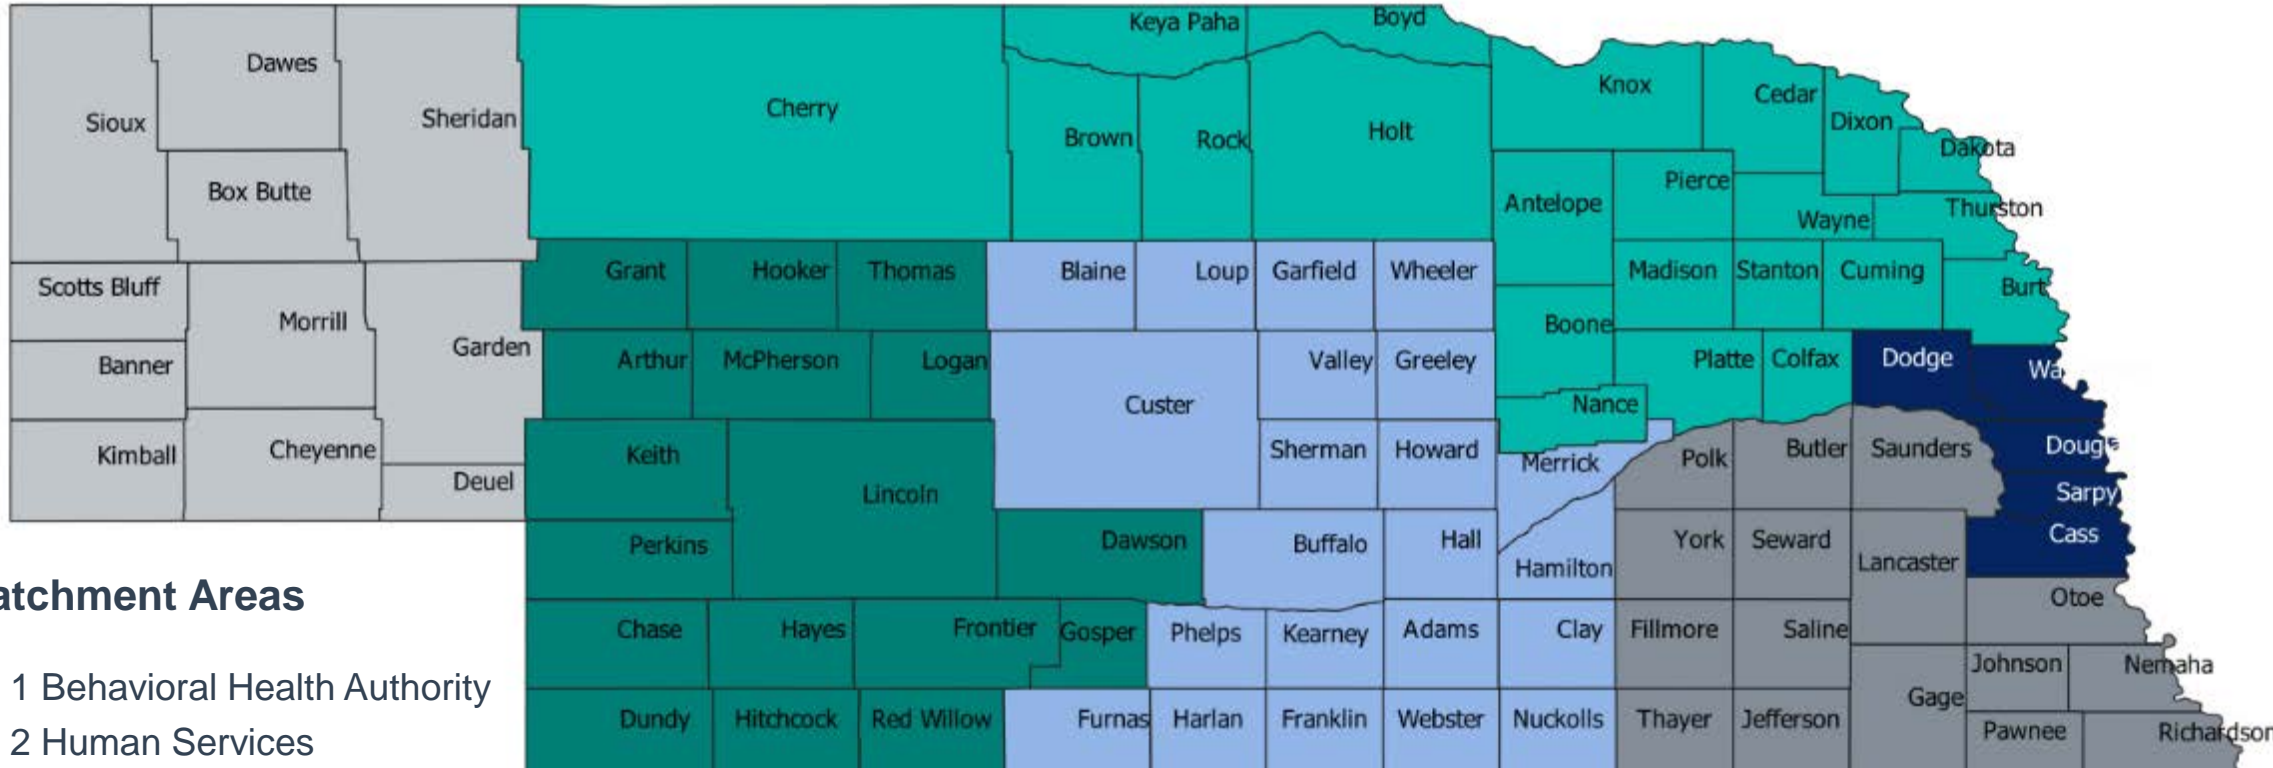 Keya Paha Boyd
Dawes Knox
Cedar
Sioux Sheridan Cherry Dixon
Brown Rock Holt Dakota
Box Butte Pierce
Antelope Wayne Thurston
Scotts Bluff Grant Hooker Thomas Blaine Loup Garfield Wheeler Madison Stanton Cuming Burt
Morrill Boone
Banner Garden Arthur McPherson Logan Valley Greeley Platte Colfax Dodge Wa
Custer Nance
Kimball Cheyenne Keith Sherman Howard Merrick Polk Butler Saunders Dougl
Deuel Lincoln Sarpy
Perkins Dawson Buffalo Hall York Seward Cass
Hamilton Lancaster
atchment Areas
Otoe
Chase Hayes Frontier Gosper Phelps Kearney Adams Clay Fillmore Saline
Johnson Nemaha
1 Behavioral Health Authority
Gage
Dundy Hitchcock Red Willow Furnas Harlan Franklin Webster Nuckolls Thayer Jefferson
Pawnee Richardson
2 Human Services